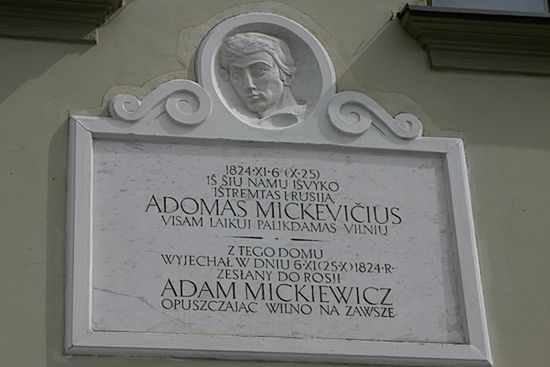 1824·XI·6 (X·25)
IŠ ŠIŲ NAMŲ IŠVYKO
IŠTREMTAS Į RUSIJĄ
ADOMAS MICKEVIČIUS
VISAM LAIKUI PALIKDAMAS VILNIŲ
Z TEGO DOMU
WYJECHAŁ W DNIU 6·XI(25·X)1824·R·
ZESŁANY DO ROSJI
ADAM MICKIEWICZ
OPUSZCZAJĄC WILNO NA ZAWSZE